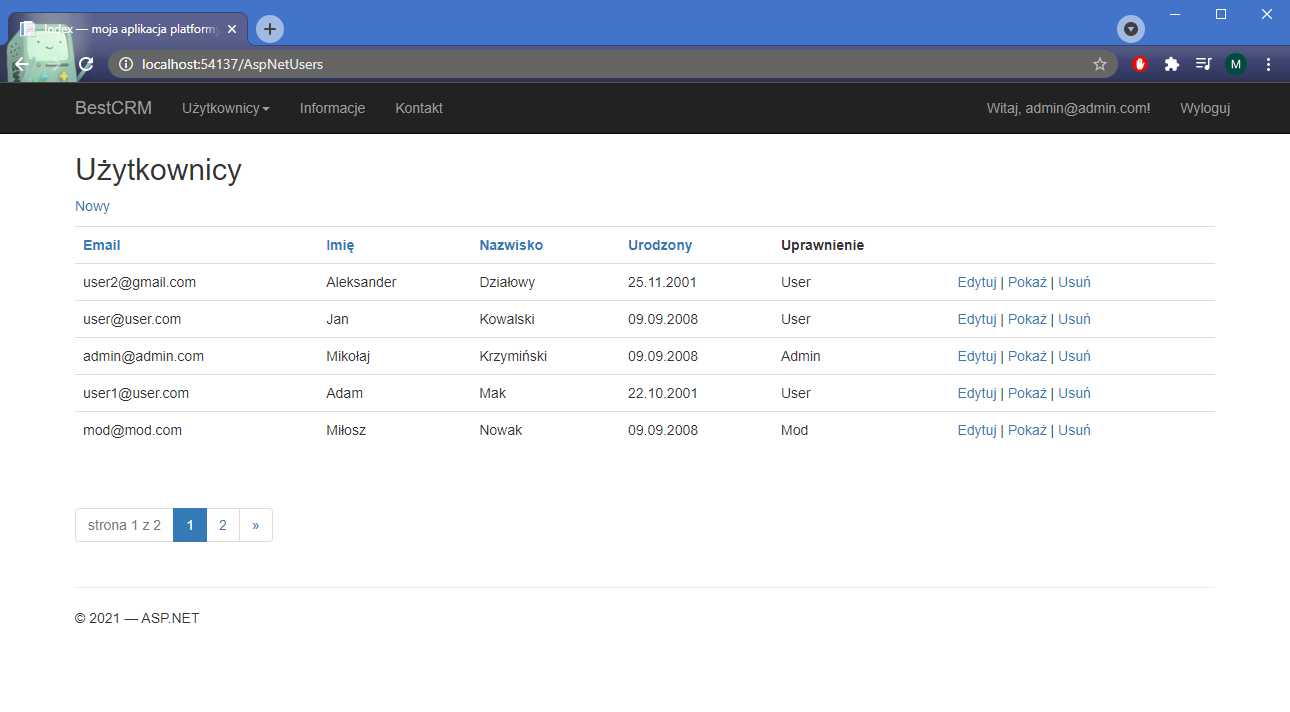 Index — moja aplikacja platformy
localhost:54137/AspNetUsers
M
BestCRM Użytkownicy Informacje Kontakt Witaj, admin@admin.com! Wyloguj
Użytkownicy
Nowy
Email Imię Nazwisko Urodzony Uprawnienie
user2@gmail.com Aleksander Działowy 25.11.2001 User Edytuj | Pokaż | Usuń
user@user.com Jan Kowalski 09.09.2008 User Edytuj | Pokaż | Usuń
admin@admin.com Mikołaj Krzymiński 09.09.2008 Admin Edytuj | Pokaż | Usuń
user1@user.com Adam Mak 22.10.2001 User Edytuj | Pokaż | Usuń
mod@mod.com Miłosz Nowak 09.09.2008 Mod Edytuj | Pokaż | Usuń
strona 1 z 2 1 2 »
© 2021 — ASP.NET